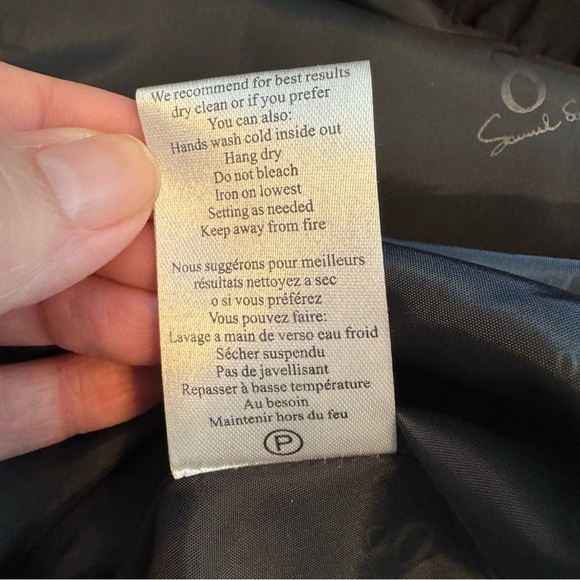 We recommend for best results
dry clean or if you prefer
You can also:
Hands wash cold inside out
Hang dry
Do not bleach
Iron on lowest
Setting as needed
Keep away from fire
Nous suggérons pour meilleurs
résultats nettoyez a sec
o si vous préférez
Vous pouvez faire:
Lavage a main de verso eau froid
Sécher suspendu
Pas de javellisant
Repasser à basse température
Au besoin
Maintenir hors du feu
P
Samuel